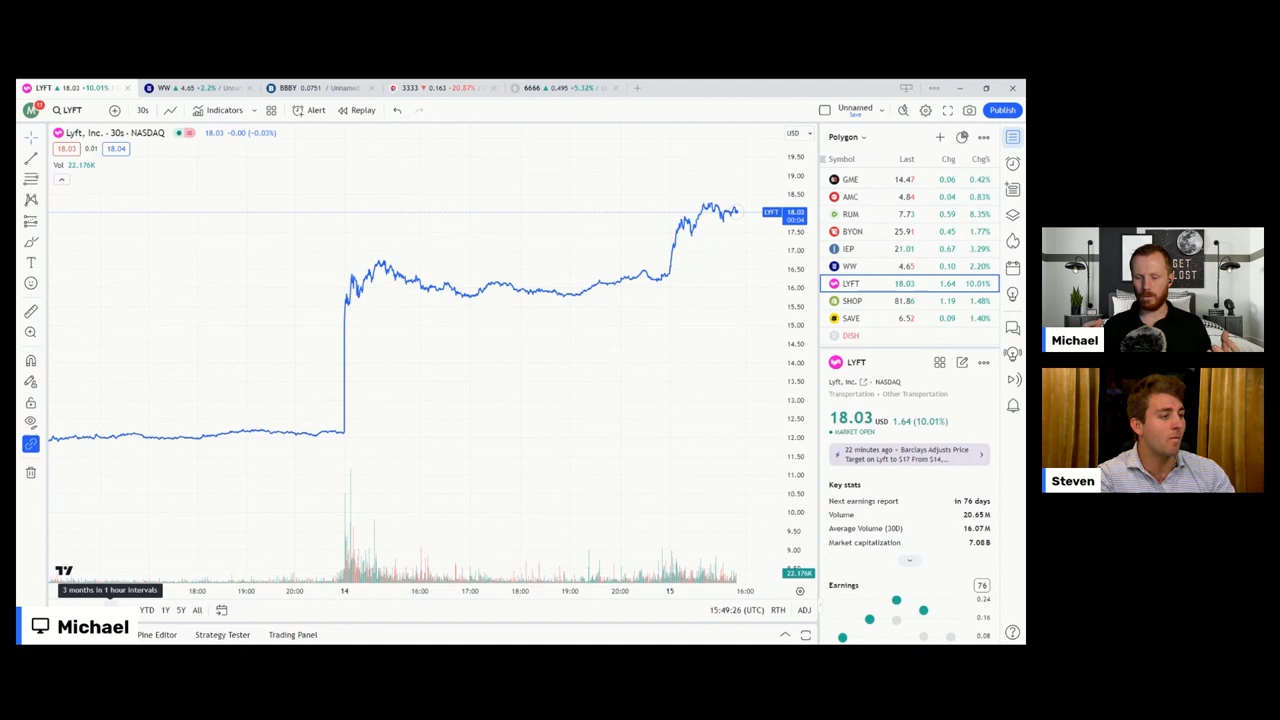 LYFT ▲ 18.03 +10.01% /
WW ▲ 4.65 +2.2% / Unnamed
BBBY 0.0751 / Unnamed
3333 ▼ 0.163 -20.87% /
6666 ▲ 0.495 +5.32% / Un
M 11 LYFT
30s
Indicators
Alert
Replay
Unnamed
Save
Publish
Lyft, Inc. · 30s · NASDAQ
18.03 -0.00 (-0.03%)
18.03 0.01 18.04
Vol 22.176K
USD
19.50
19.00
18.50
LYFT 18.03
00:04
17.50
17.00
16.50
16.00
15.50
15.00
14.50
14.00
13.50
13.00
12.50
12.00
11.50
11.00
10.50
10.00
9.50
9.00
22.176K
18:00 19:00 20:00 14 16:00 17:00 18:00 19:00 20:00 15 16:00
3 months in 1 hour intervals
YTD 1Y 5Y All
15:49:26 (UTC) RTH ADJ
Pine Editor Strategy Tester Trading Panel
Polygon
Symbol Last Chg Chg%
GME 14.47 0.06 0.42%
AMC 4.84 0.04 0.83%
RUM 7.73 0.59 8.35%
BYON 25.91 0.45 1.77%
IEP 21.01 0.67 3.29%
WW 4.65 0.10 2.20%
LYFT 18.03 1.64 10.01%
SHOP 81.86 1.19 1.48%
SAVE 6.52 0.09 1.40%
DISH
LYFT
Lyft, Inc. · NASDAQ
Transportation · Other Transportation
18.03 USD 1.64 (10.01%)
MARKET OPEN
22 minutes ago · Barclays Adjusts Price
Target on Lyft to $17 From $14,...
Key stats
Next earnings report in 76 days
Volume 20.65M
Average Volume (30D) 16.07M
Market capitalization 7.08B
Earnings 76
0.24
0.16
0.08
Michael
GET
LOST
Michael
Steven